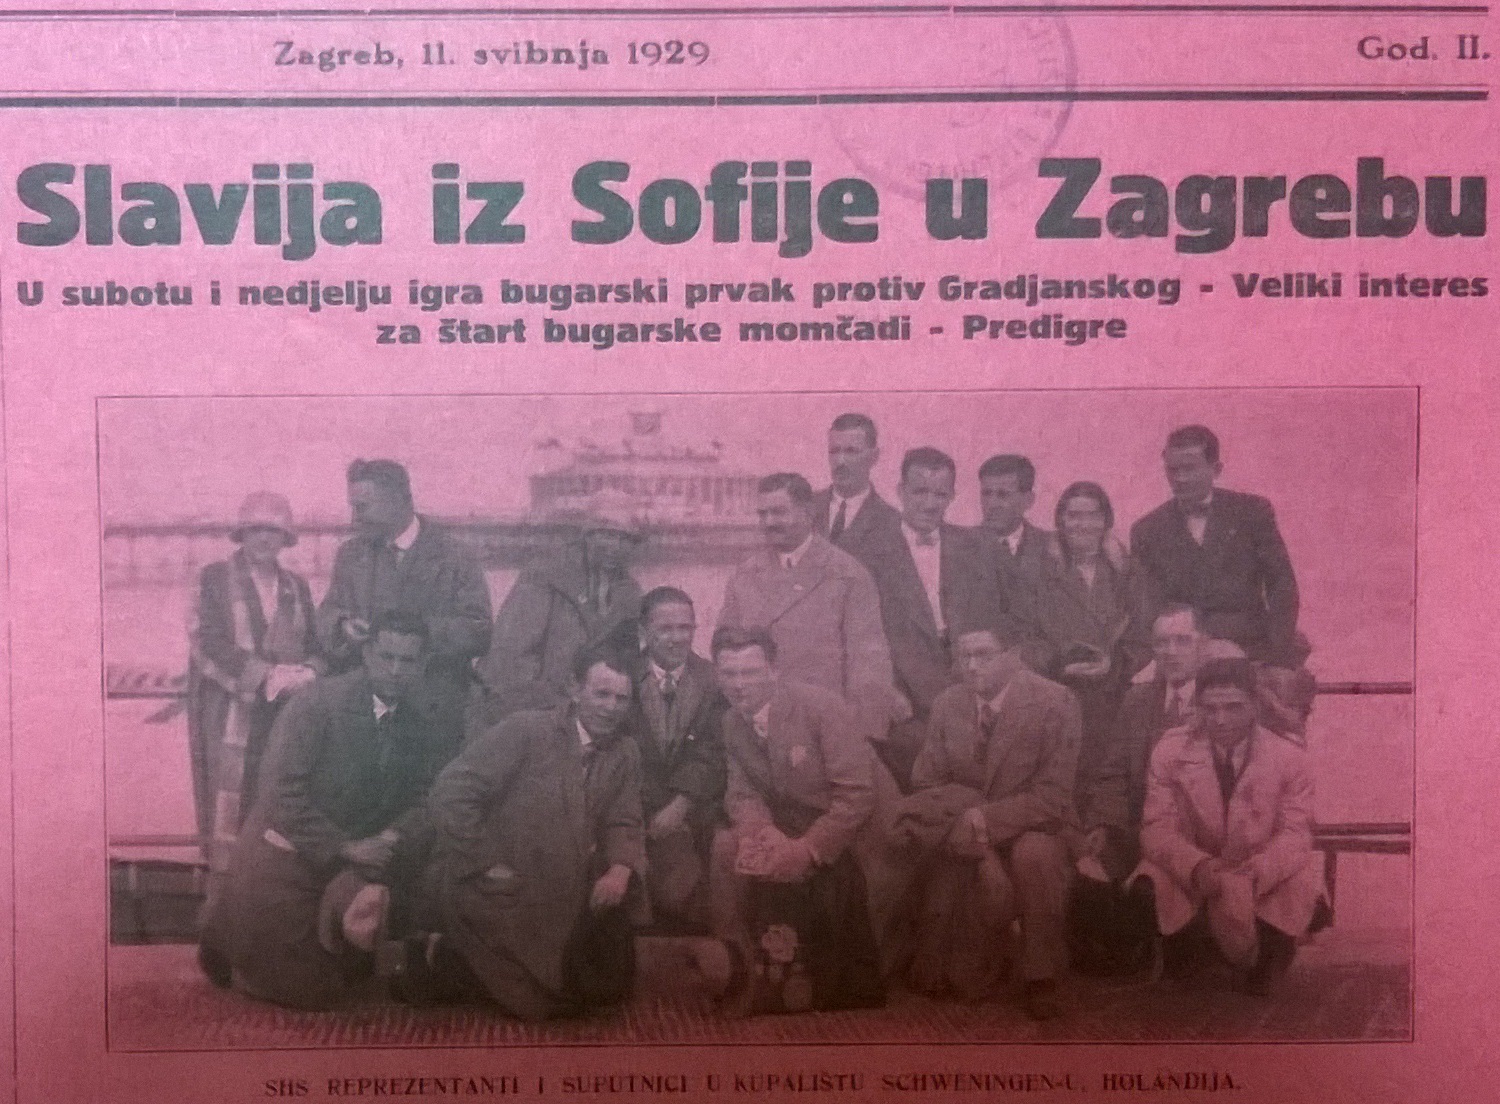 Zagreb, 11. svibnja 1929 God. II.
Slavija iz Sofije u Zagrebu
U subotu i nedjelju igra bugarski prvak protiv Gradjanskog - Veliki interes
za štart bugarske momčadi - Predigre
SHS REPREZENTANTI I SUPUTNICI U KUPALIŠTU SCHWENINGEN-U, HOLANDIJA.